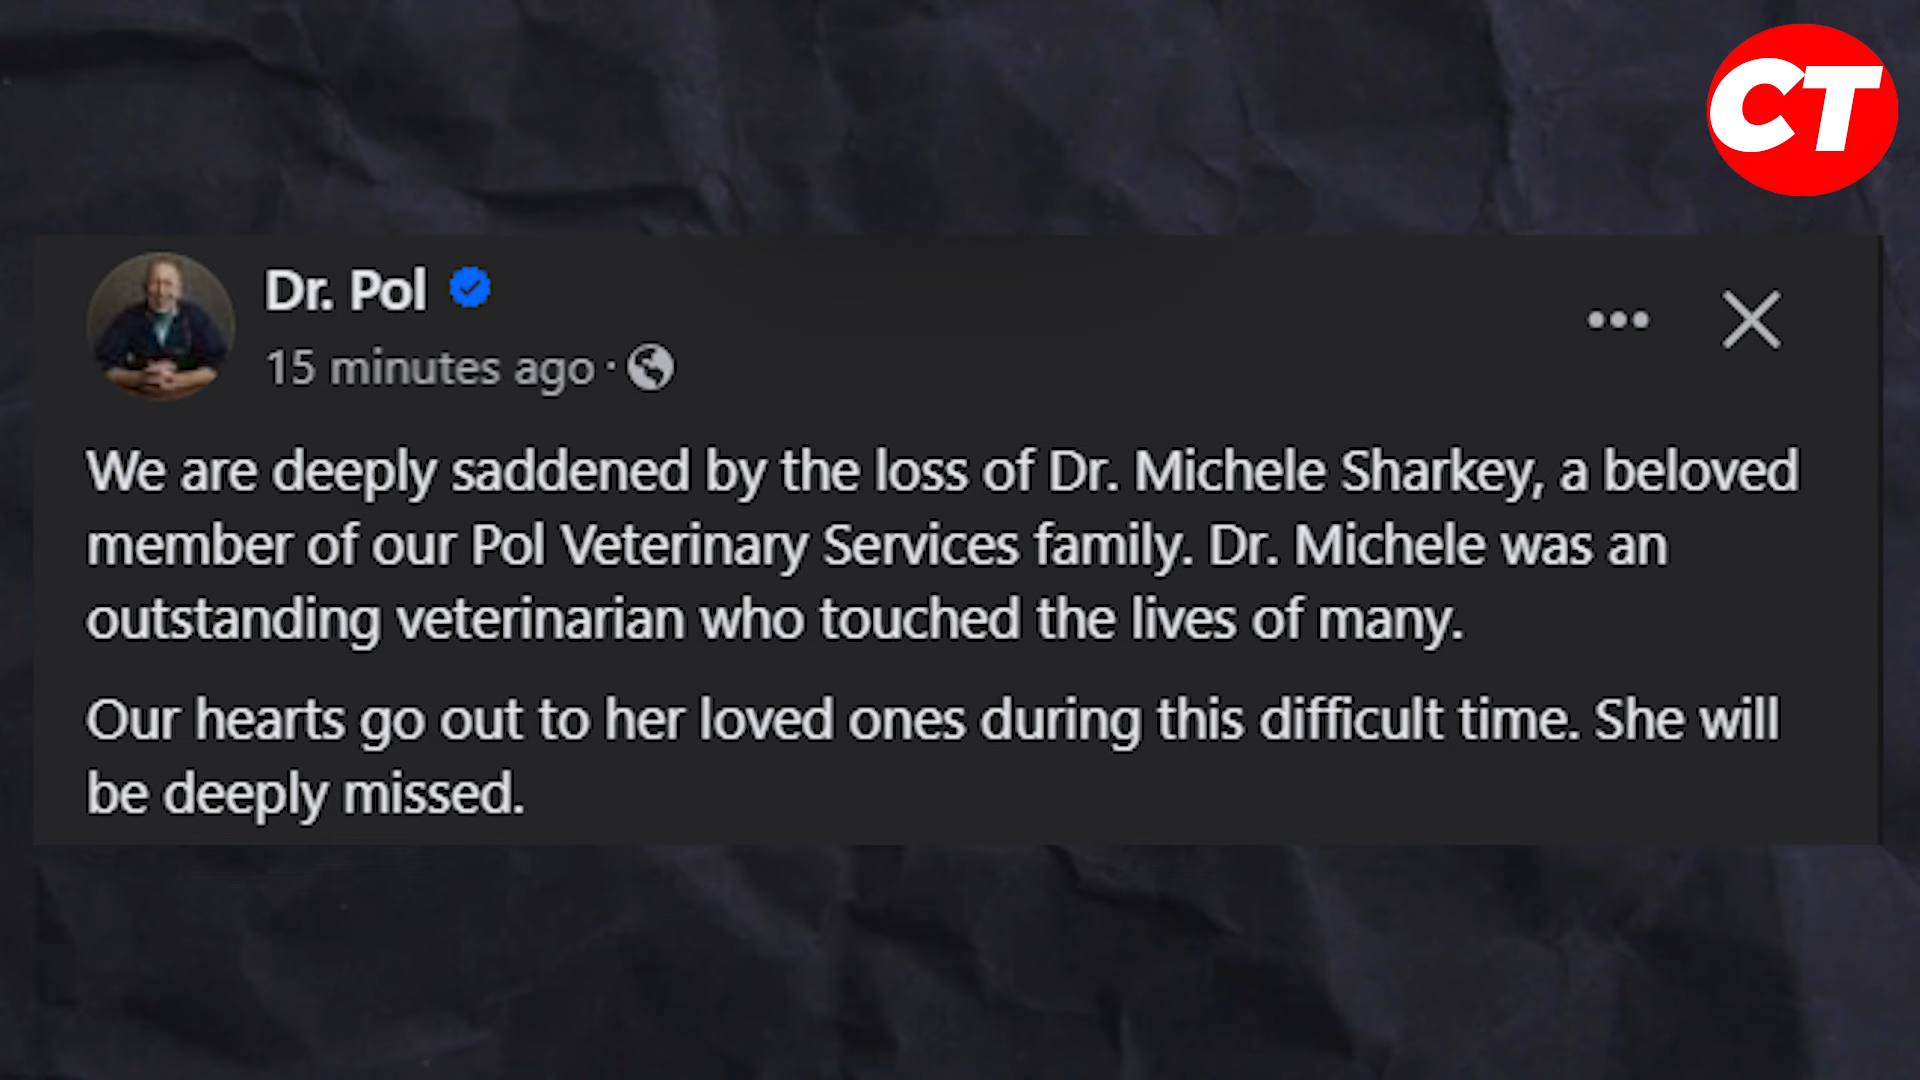 CT
Dr. Pol
15 minutes ago ·
We are deeply saddened by the loss of Dr. Michele Sharkey, a beloved
member of our Pol Veterinary Services family. Dr. Michele was an
outstanding veterinarian who touched the lives of many.
Our hearts go out to her loved ones during this difficult time. She will
be deeply missed.